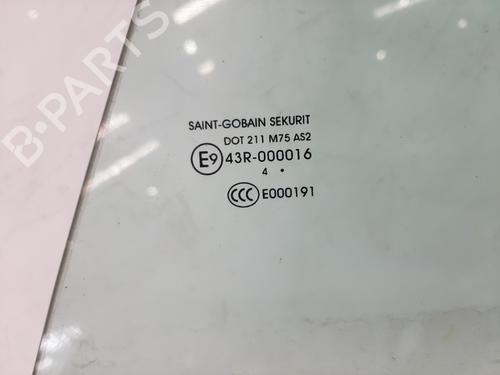 B-PARTS
SAINT-GOBAIN SEKURIT
DOT 211 M75 AS2
E9 43R-000016
4 •
CCC E000191